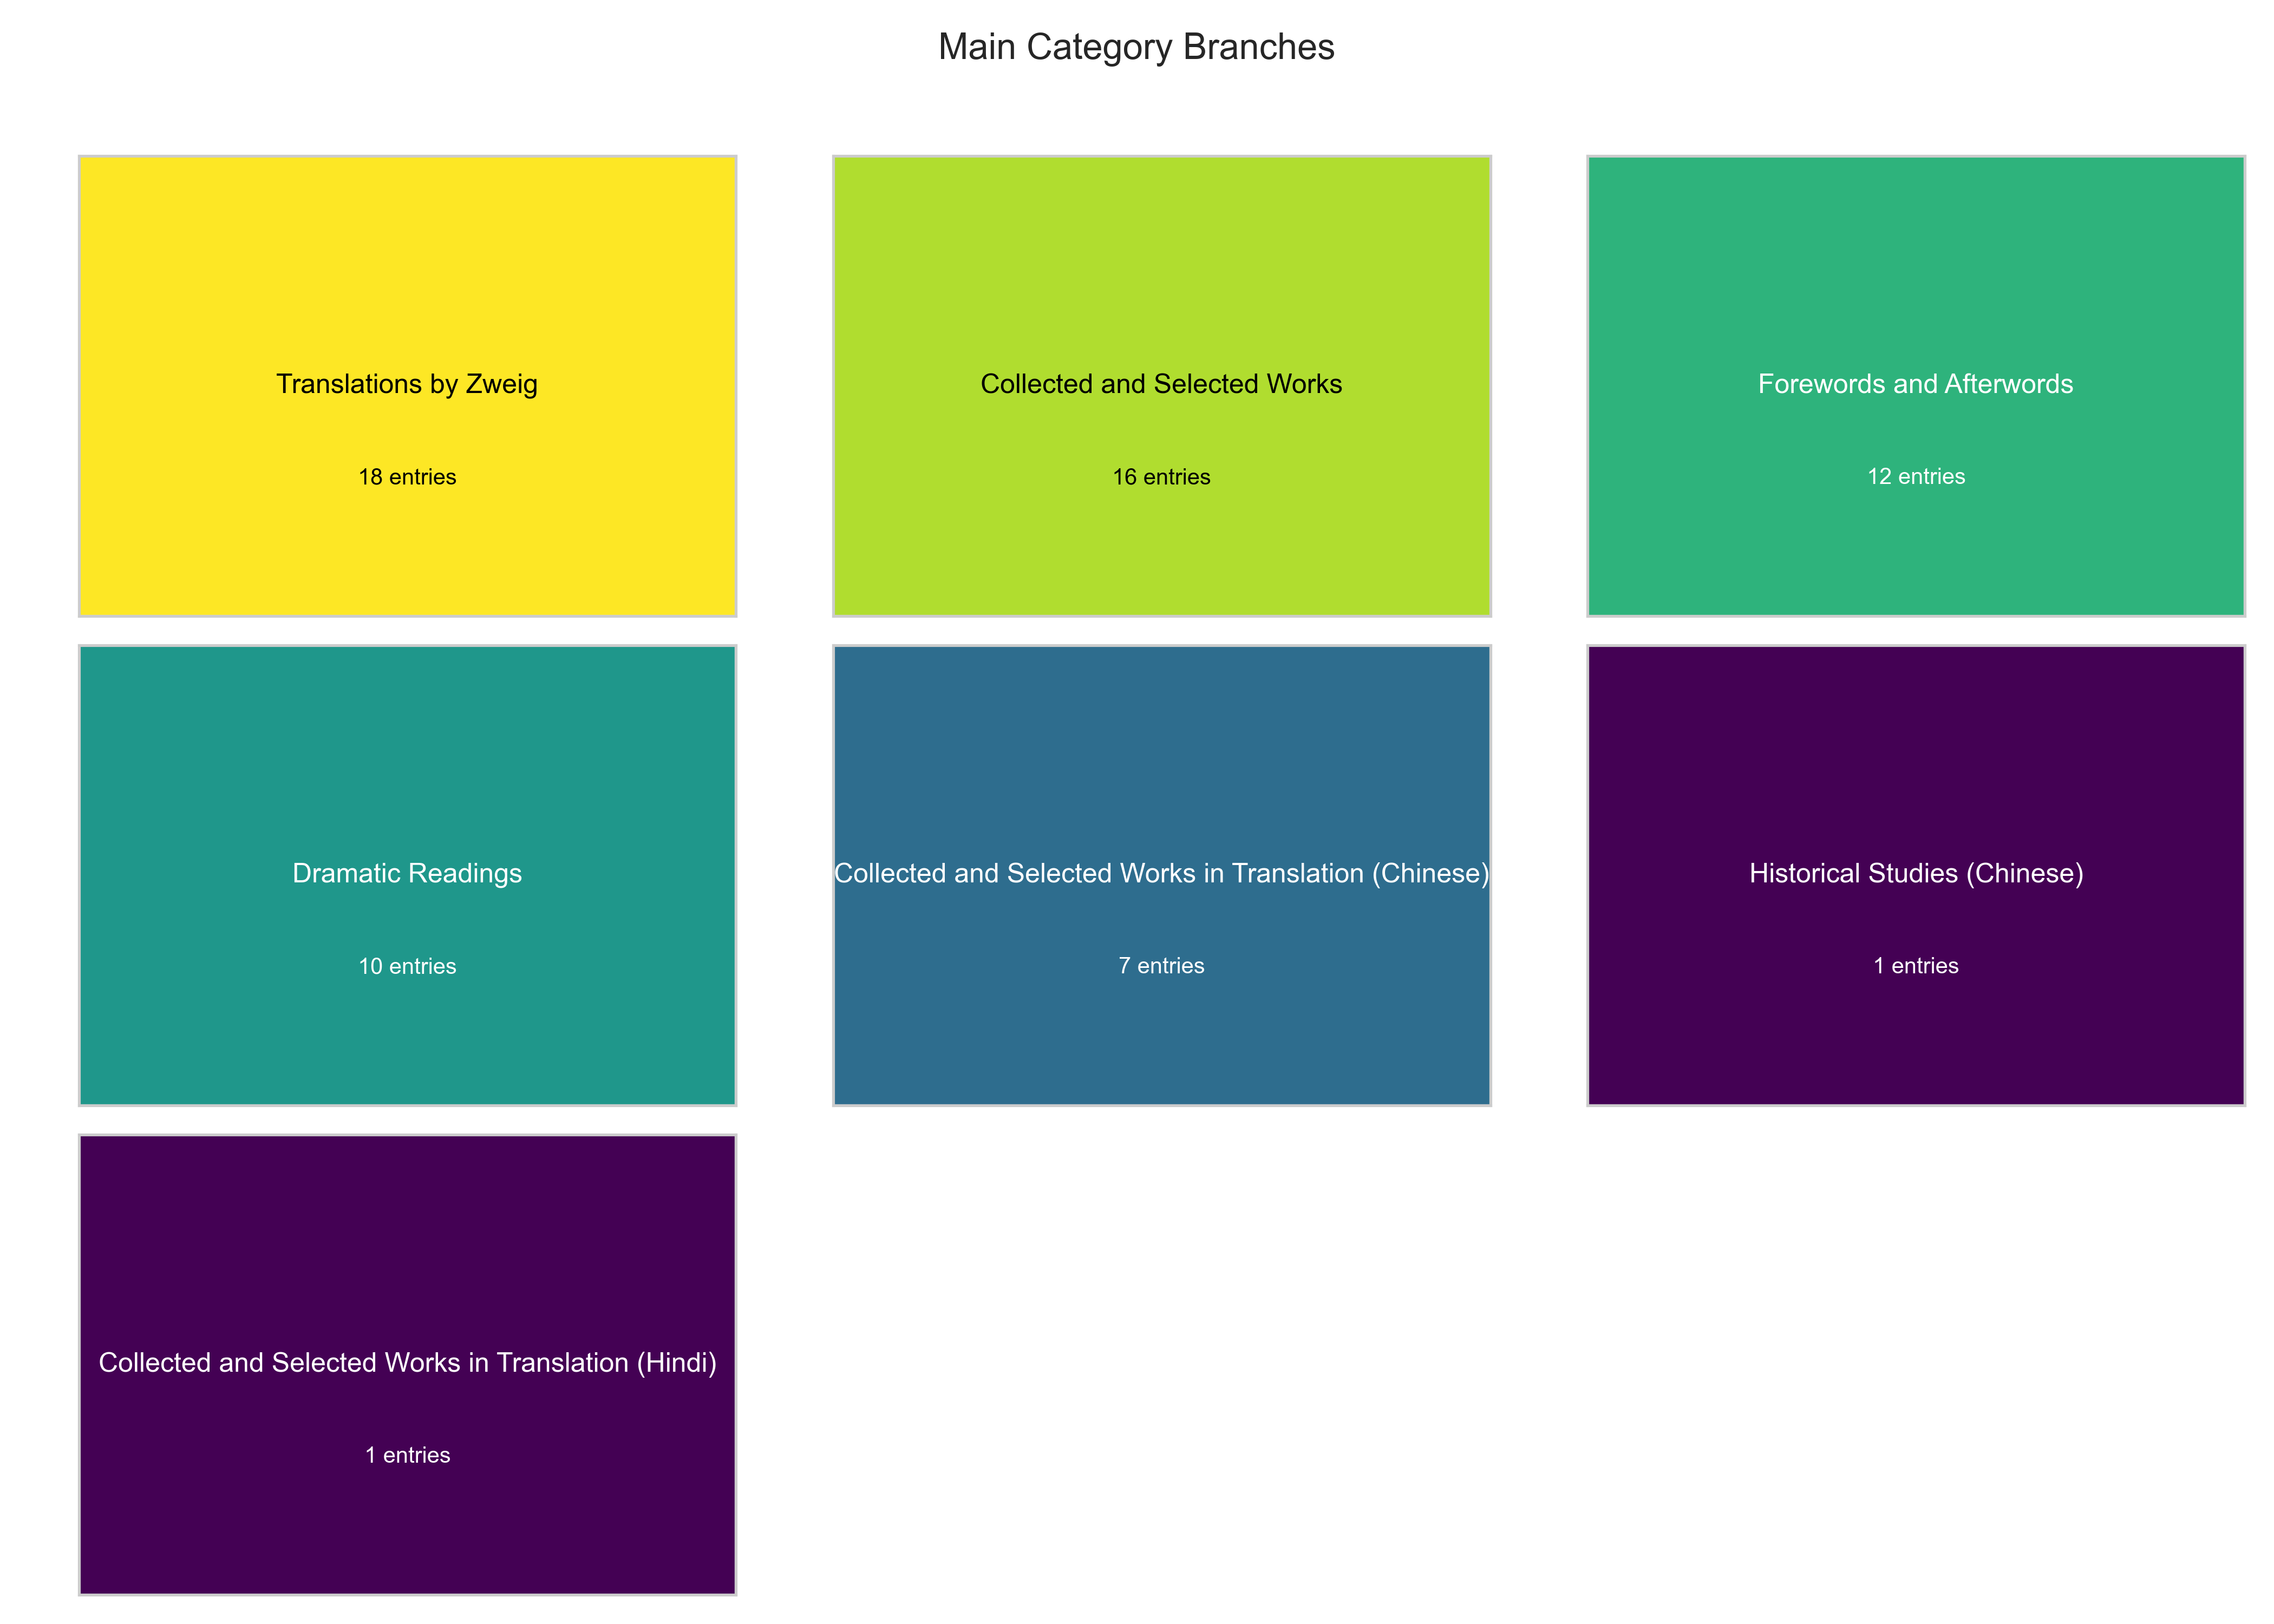 Main Category Branches
Translations by Zweig
18 entries
Collected and Selected Works
16 entries
Forewords and Afterwords
12 entries
Dramatic Readings
10 entries
Collected and Selected Works in Translation (Chinese)
7 entries
Historical Studies (Chinese)
1 entries
Collected and Selected Works in Translation (Hindi)
1 entries